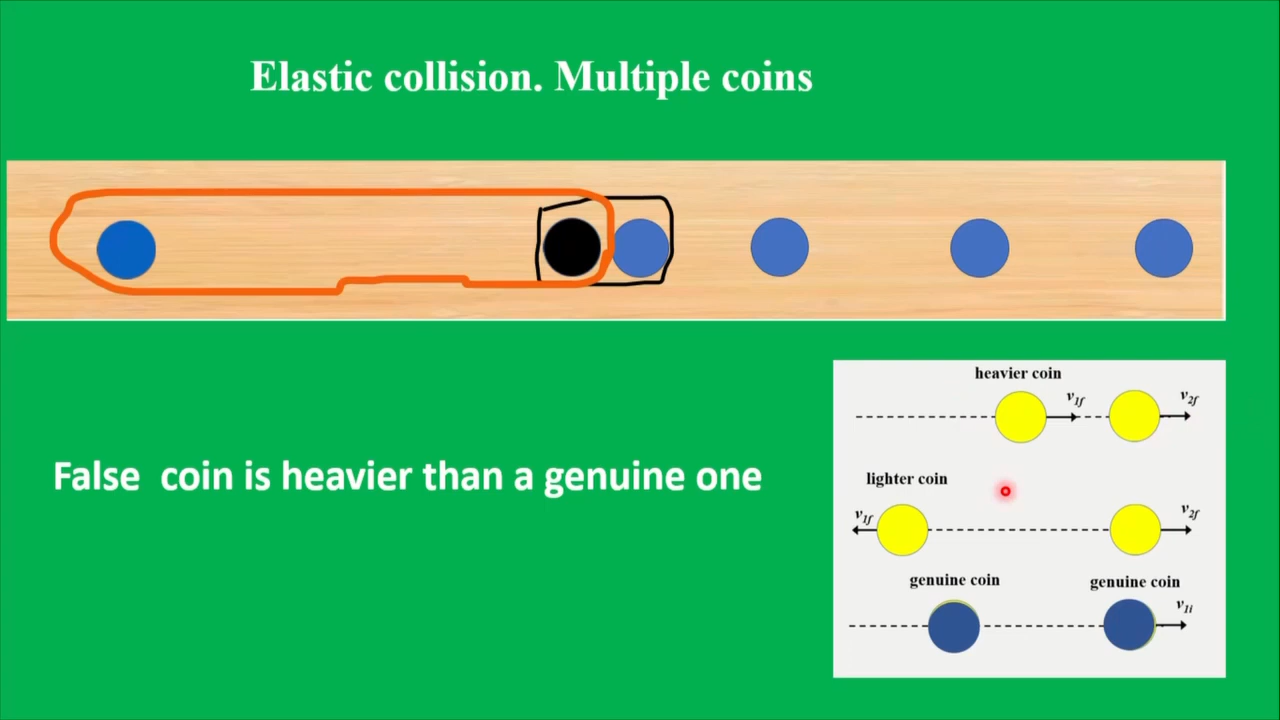 Elastic collision. Multiple coins
False coin is heavier than a genuine one
heavier coin
v1f
v2f
lighter coin
v1f
v2f
genuine coin
genuine coin
v1i